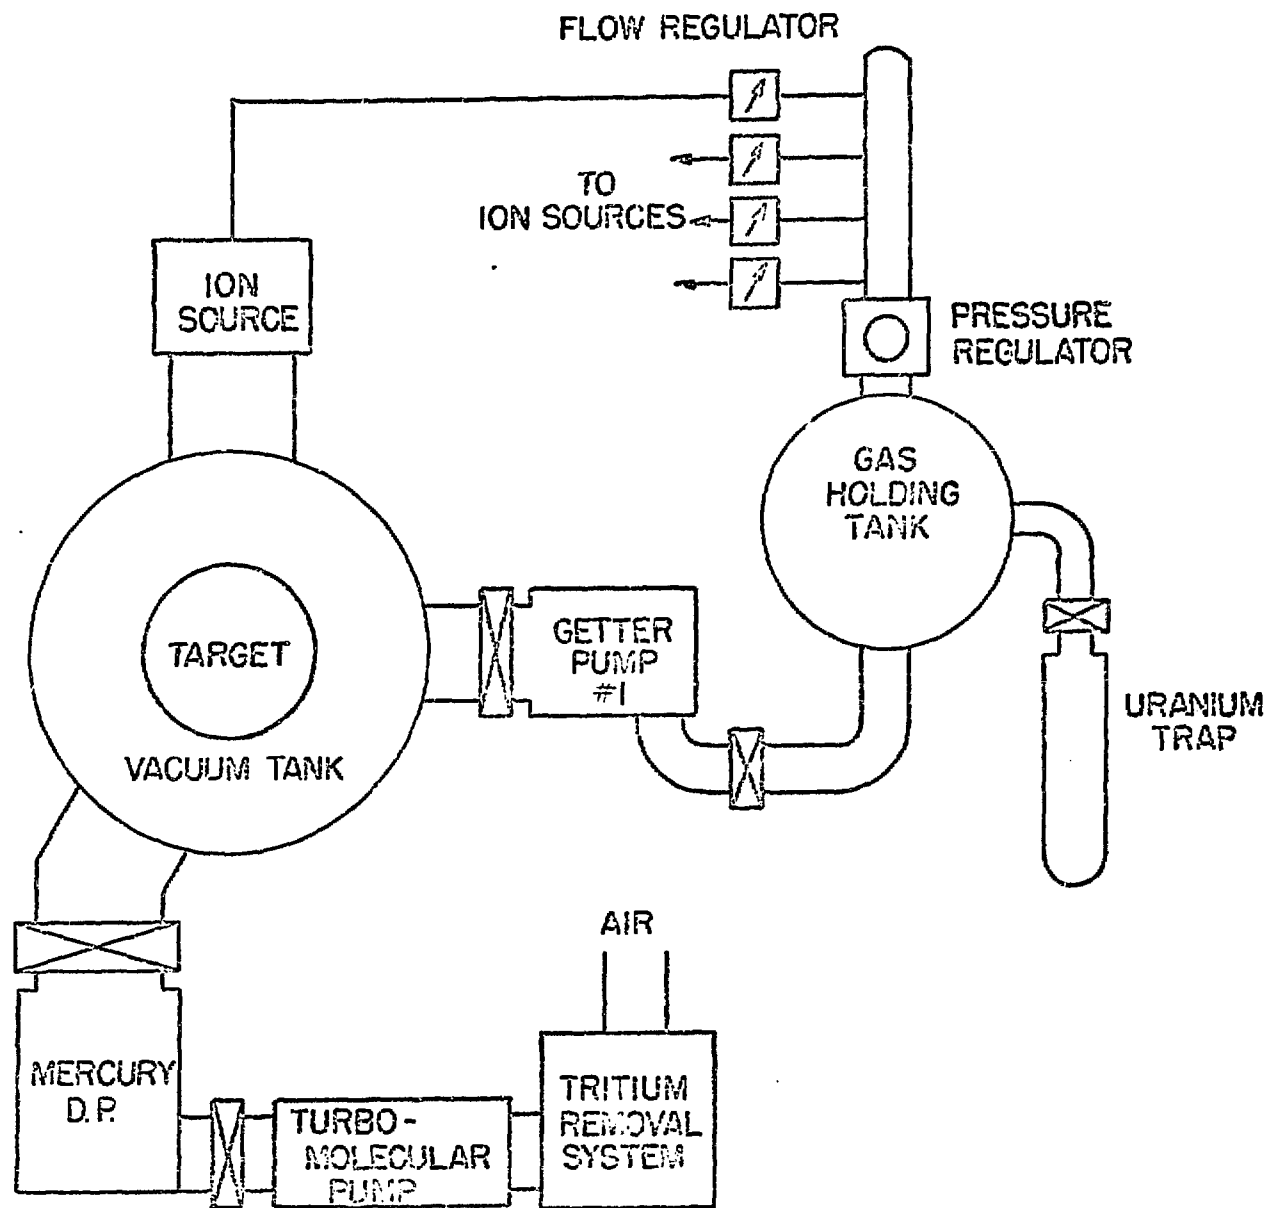 FLOW REGULATOR
TO
ION SOURCES
ION
SOURCE
PRESSURE
REGULATOR
GAS
HOLDING
TANK
GETTER
PUMP
#1
TARGET
VACUUM TANK
URANIUM
TRAP
AIR
MERCURY
D.P.
TURBO-
MOLECULAR
PUMP
TRITIUM
REMOVAL
SYSTEM